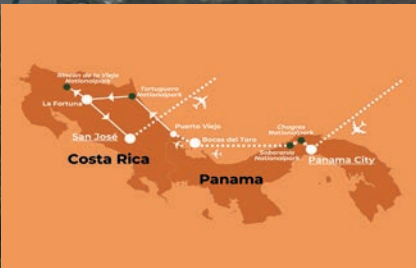 Rincón de la Vieja
Nationalpark
Tortuguero
Nationalpark
La Fortuna
San José
Puerto Viejo
Bocas del Toro
Chagres
Nationalpark
Soberania
Nationalpark
Panama City
Costa Rica
Panama